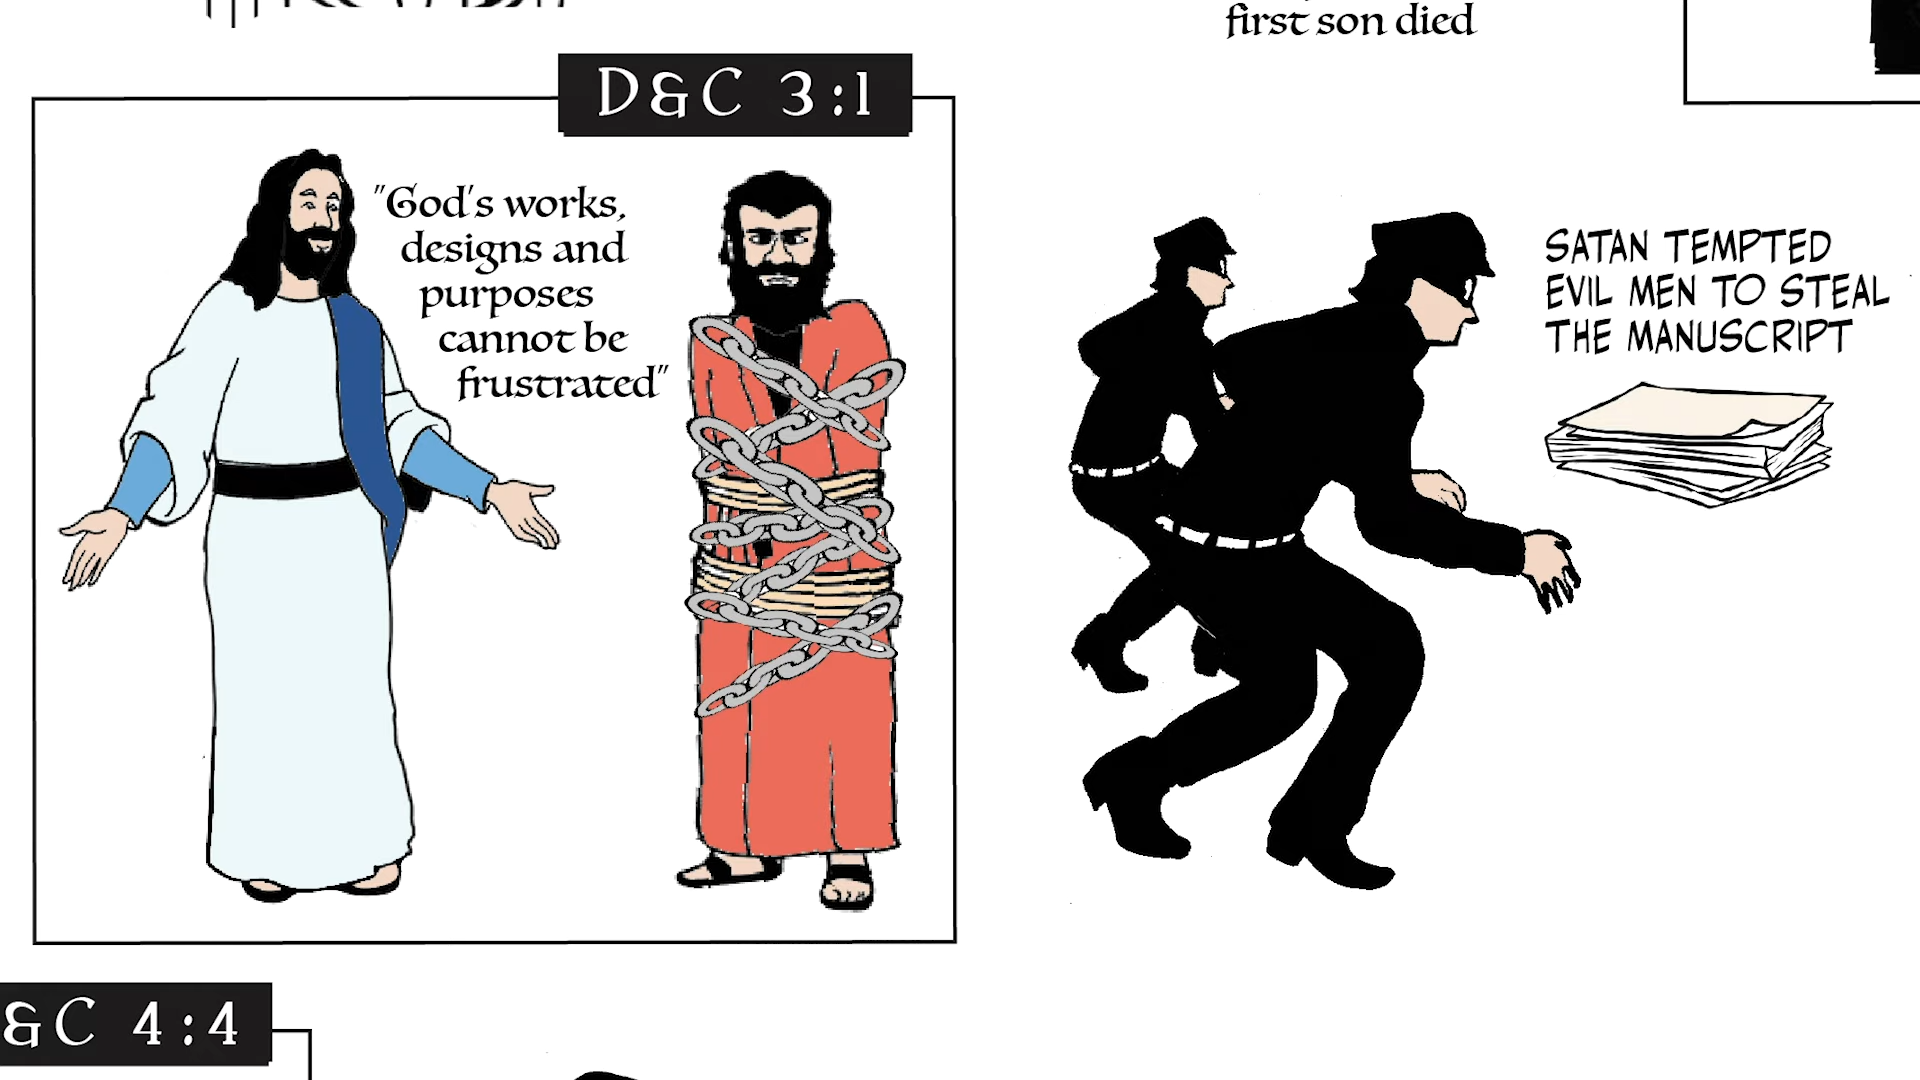 first son died
D&C 3:1
"God's works,
designs and
purposes
cannot be
frustrated"
SATAN TEMPTED
EVIL MEN TO STEAL
THE MANUSCRIPT
&C 4:4